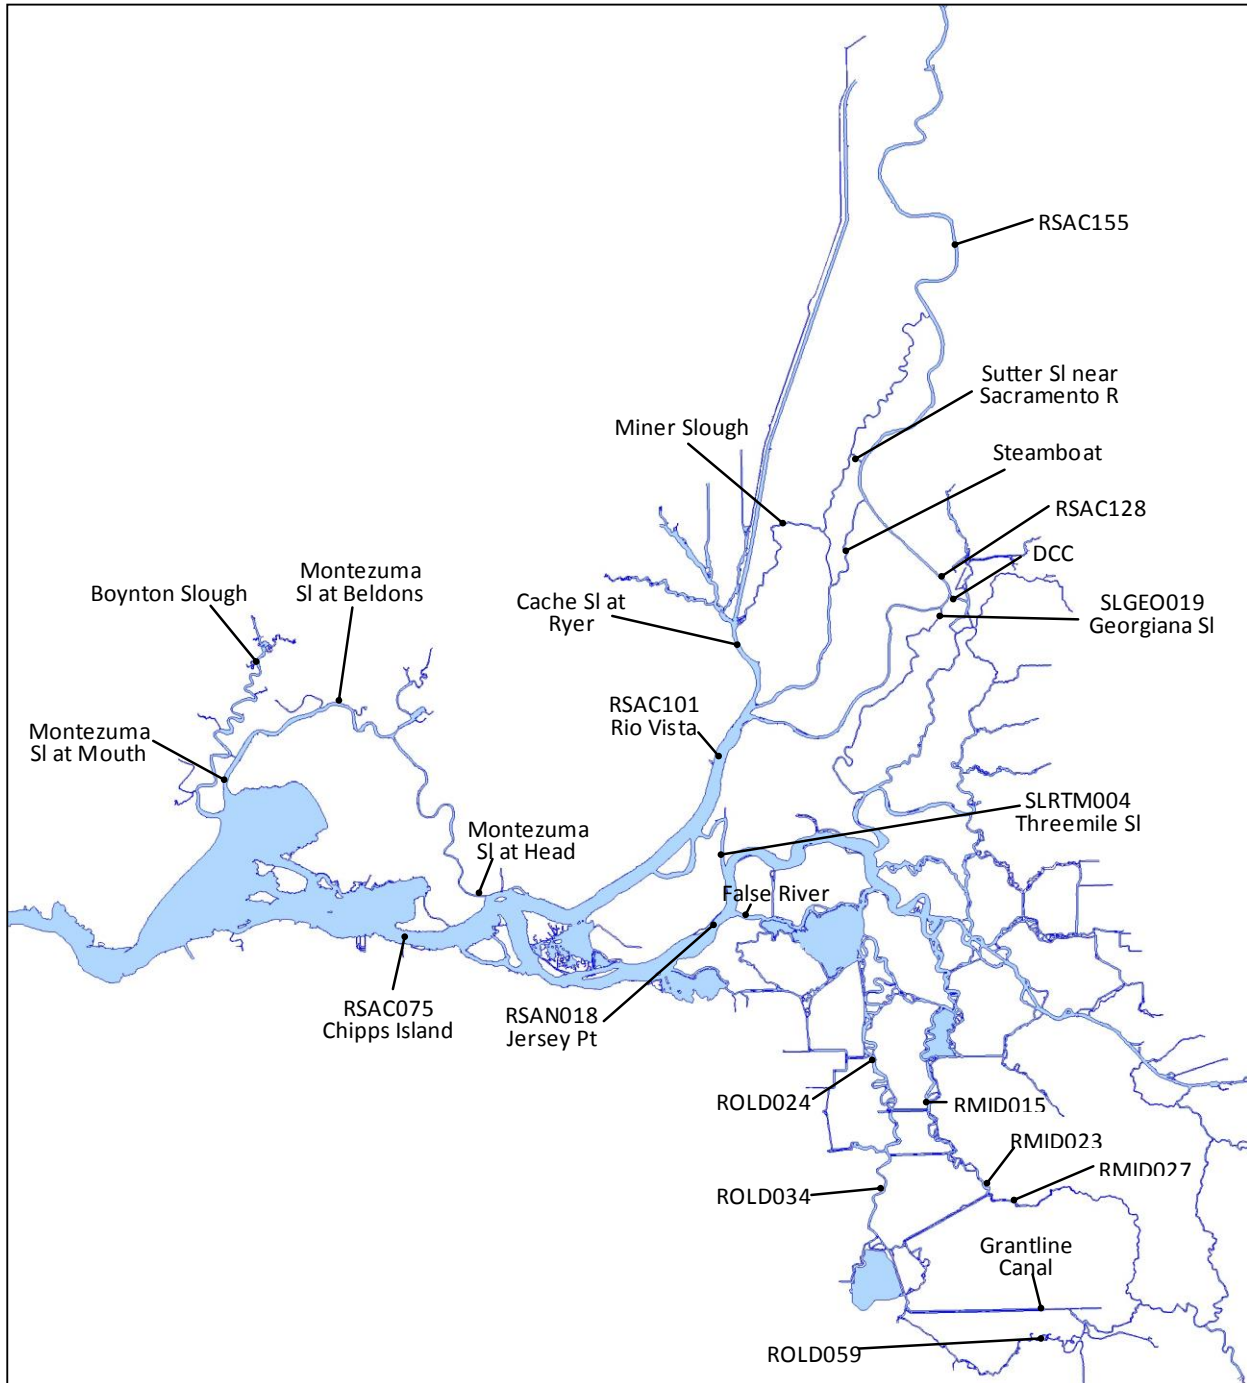 RSAC155
Sutter Sl near
Sacramento R
Miner Slough
Steamboat
RSAC128
DCC
Montezuma
Sl at Beldons
Boynton Slough
Cache Sl at
Ryer
SLGEO019
Georgiana Sl
RSAC101
Rio Vista
Montezuma
Sl at Mouth
SLRTM004
Threemile Sl
Montezuma
Sl at Head
False River
RSAC075
Chipps Island
RSAN018
Jersey Pt
ROLD024
RMID015
RMID023
RMID027
ROLD034
Grantline
Canal
ROLD059